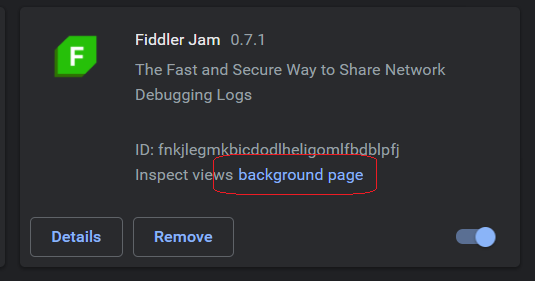 F
Fiddler Jam 0.7.1
The Fast and Secure Way to Share Network
Debugging Logs
ID: fnkjlegmkbicdodlheligomlfbdblpfj
Inspect views background page
Details Remove